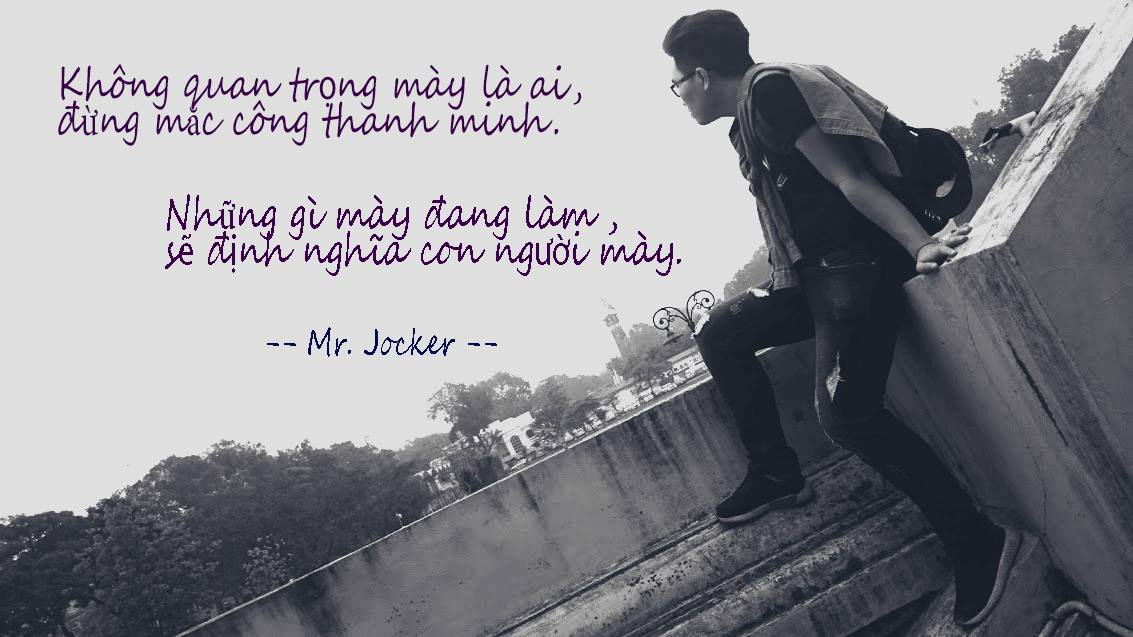 Không quan trọng mày là ai,
đừng mắc công thanh minh.
Những gì mày đang làm ,
sẽ định nghĩa con người mày.
-- Mr. Jocker --